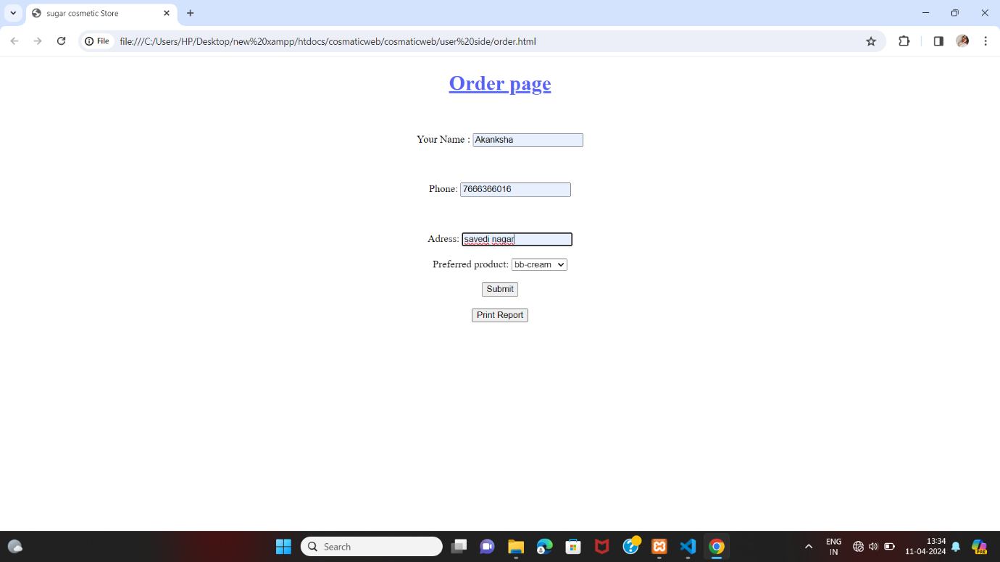 sugar cosmetic Store
File file:///C:/Users/HP/Desktop/new%20xampp/htdocs/cosmaticweb/cosmaticweb/user%20side/order.html
Order page
Your Name : Akanksha
Phone: 7666366016
Adress: savedi nagar
Preferred product: bb-cream
Submit
Print Report
Search
ENG
IN
13:34
11-04-2024
PRE